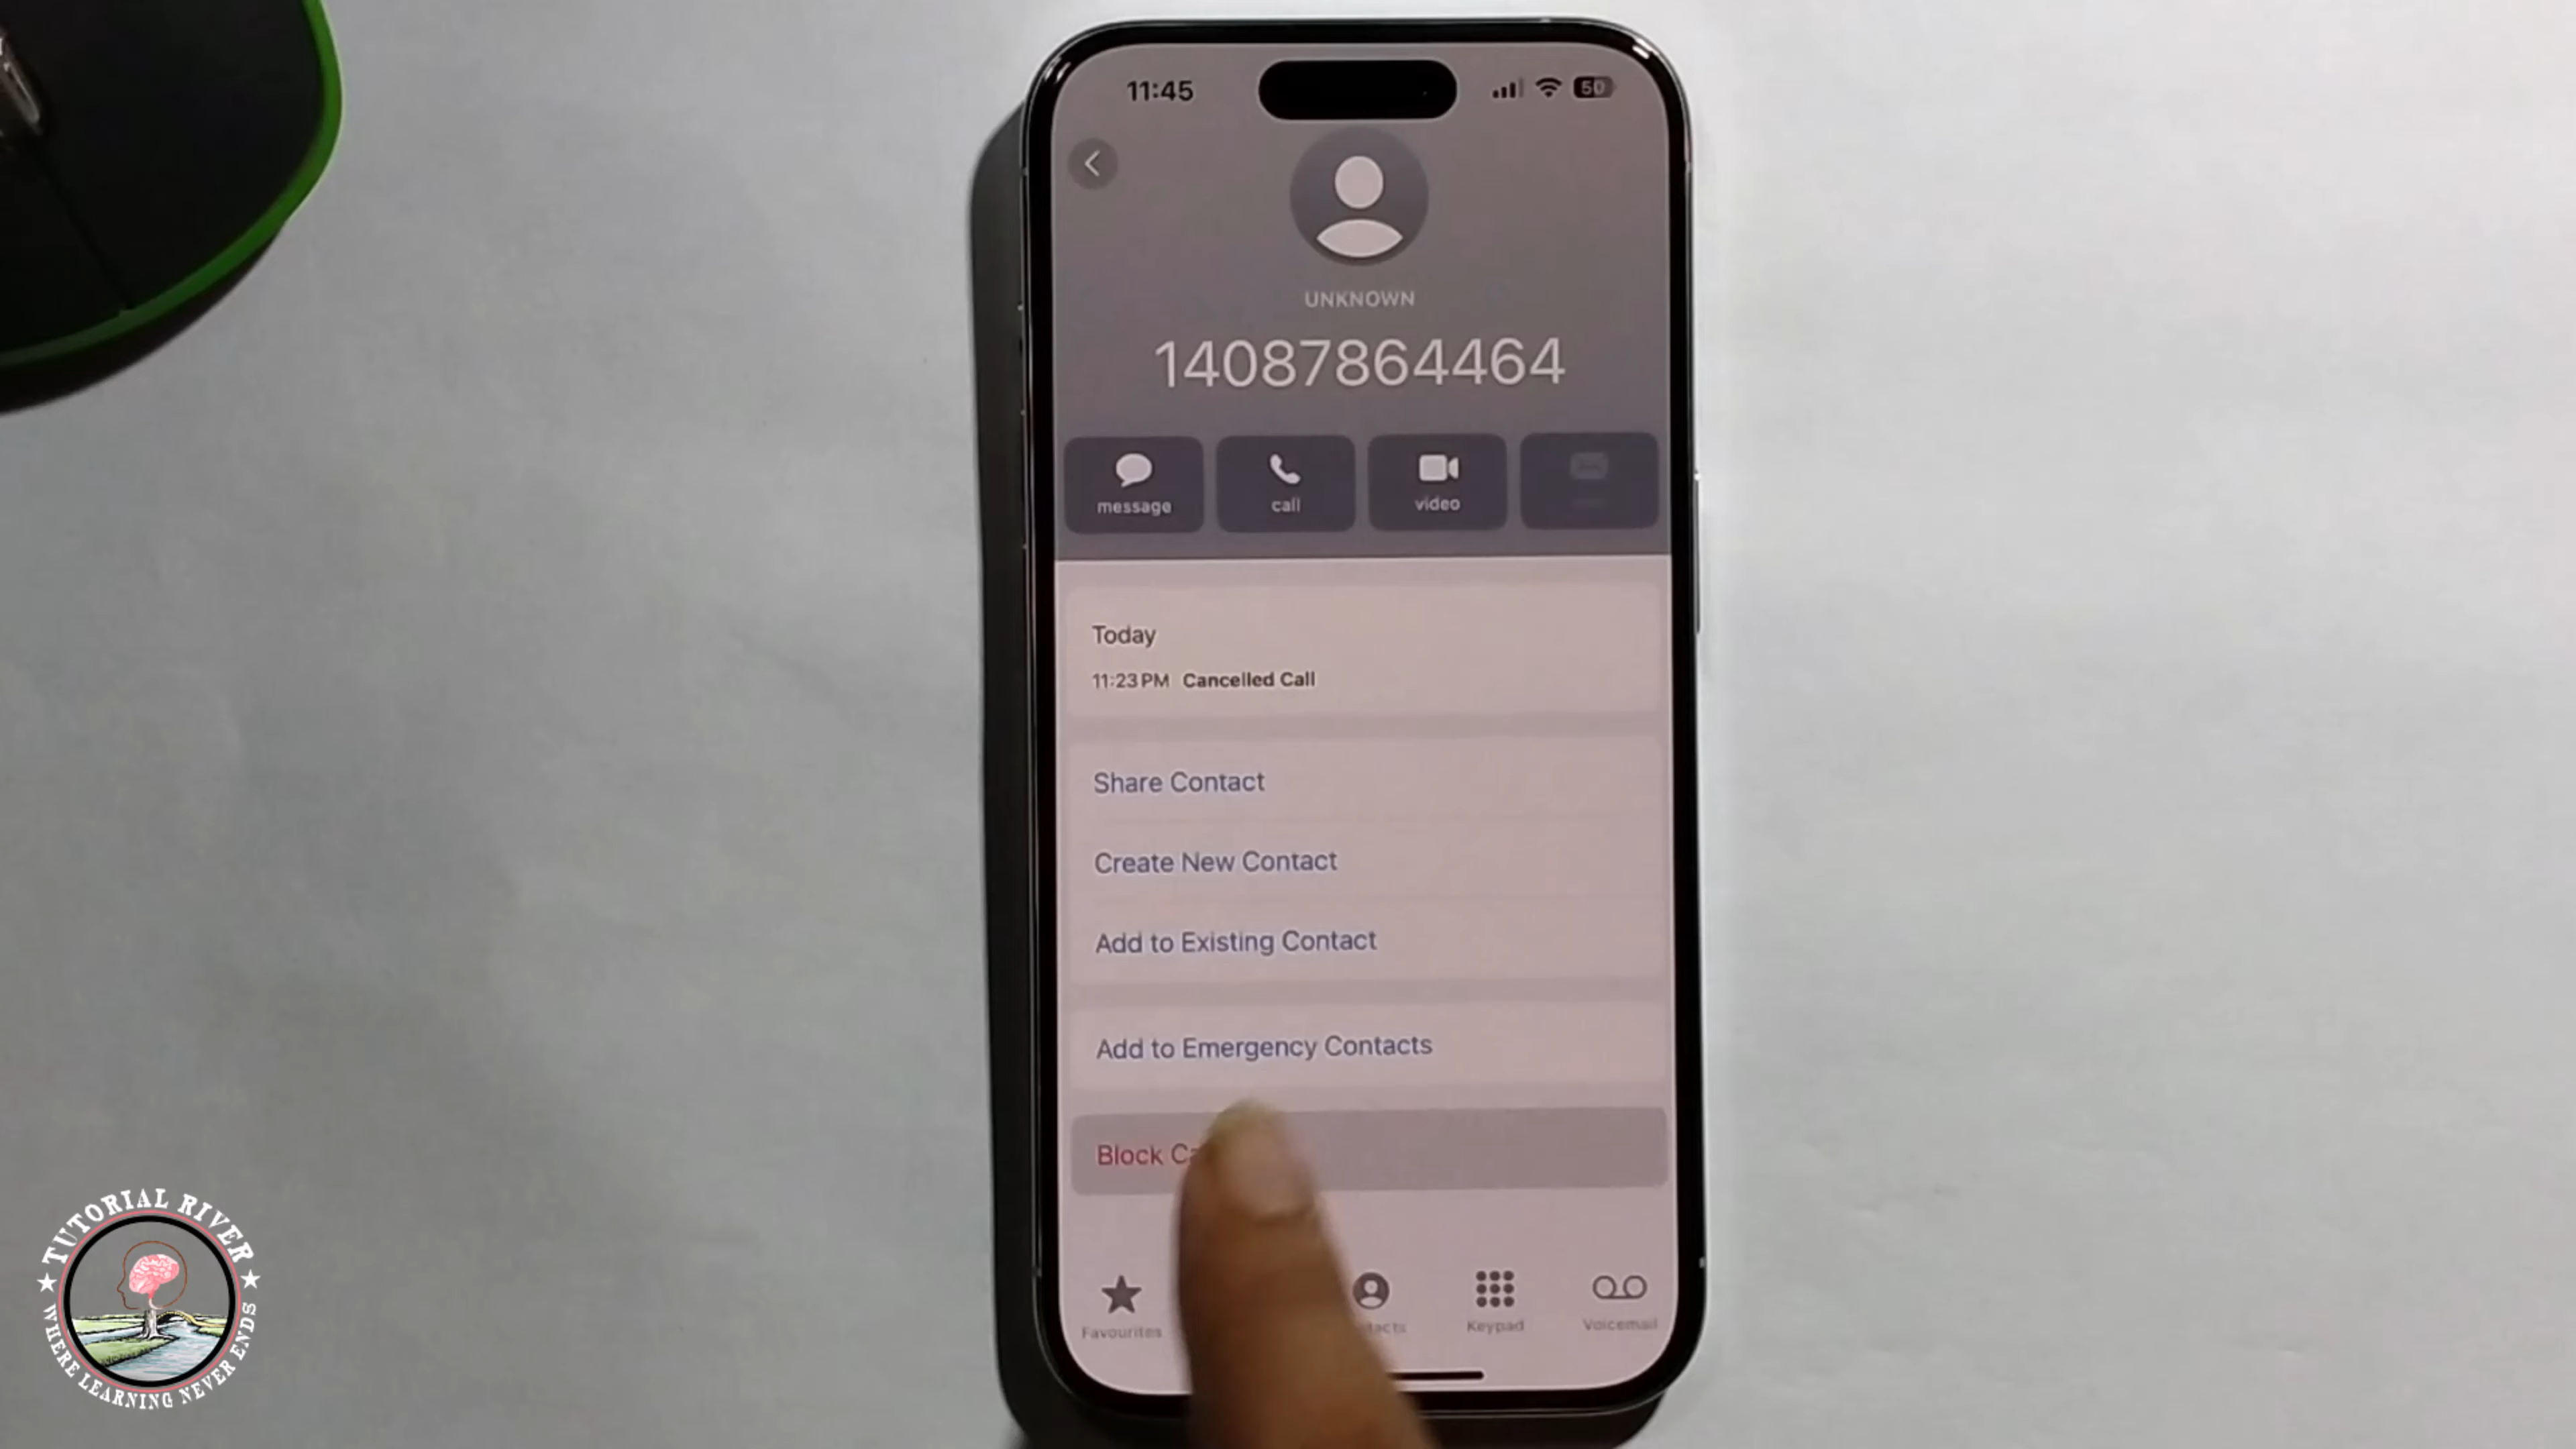 11:45
50
UNKNOWN
14087864464
message
call
video
Today
11:23 PM Cancelled Call
Share Contact
Create New Contact
Add to Existing Contact
Add to Emergency Contacts
Block
Favourites
Keypad
Voicemail
TUTORIAL RIVER
WHERE LEARNING NEVER ENDS